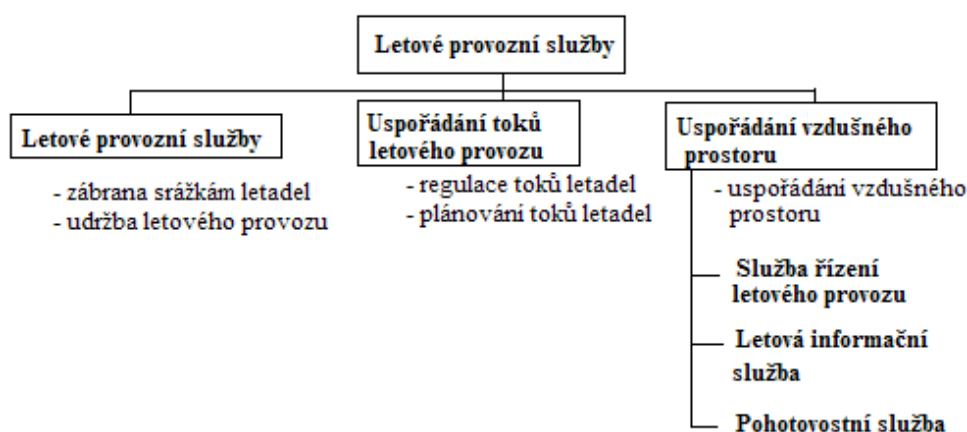 Letové provozní služby
Letové provozní služby
- zábrana srážkám letadel
- udržba letového provozu
Uspořádání toků
letového provozu
- regulace toků letadel
- plánování toků letadel
Uspořádání vzdušného
prostoru
- uspořádání vzdušného
prostoru
Služba řízení
letového provozu
Letová informační
služba
Pohotovostní služba